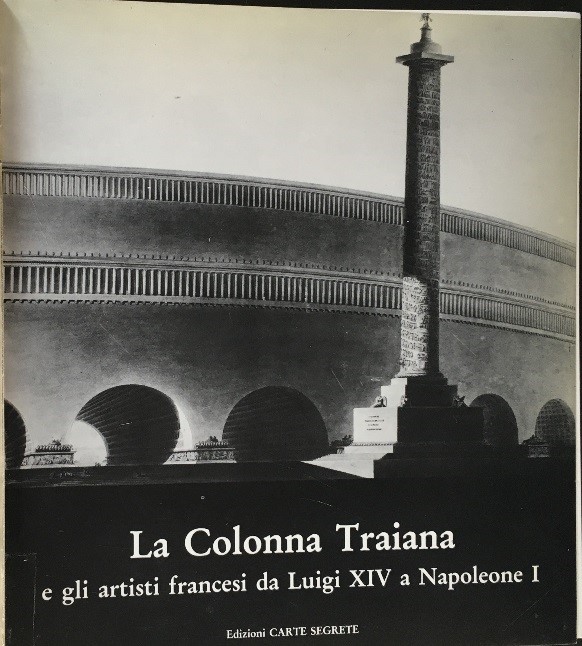 La Colonna Traiana
e gli artisti francesi da Luigi XIV a Napoleone I
Edizioni CARTE SEGRETE